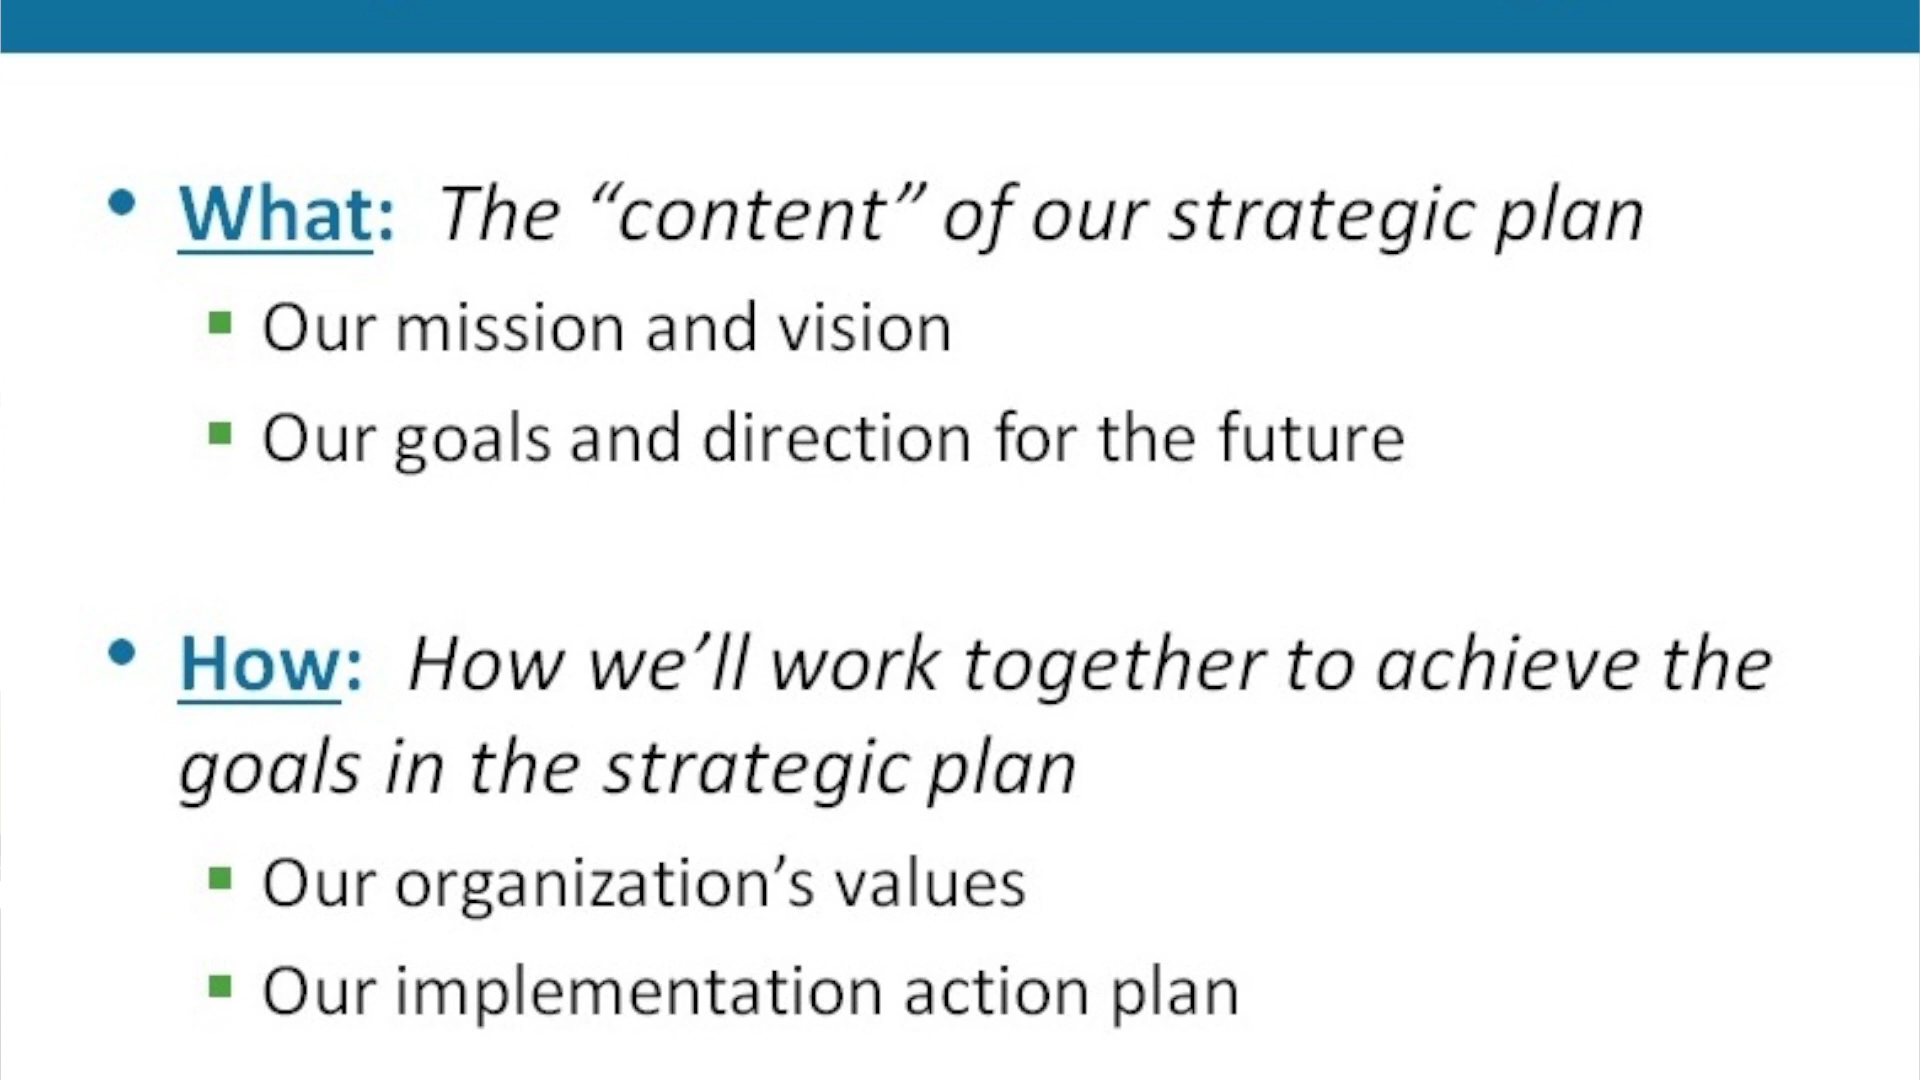 • What: The “content” of our strategic plan
▪ Our mission and vision
▪ Our goals and direction for the future
• How: How we’ll work together to achieve the
goals in the strategic plan
▪ Our organization’s values
▪ Our implementation action plan